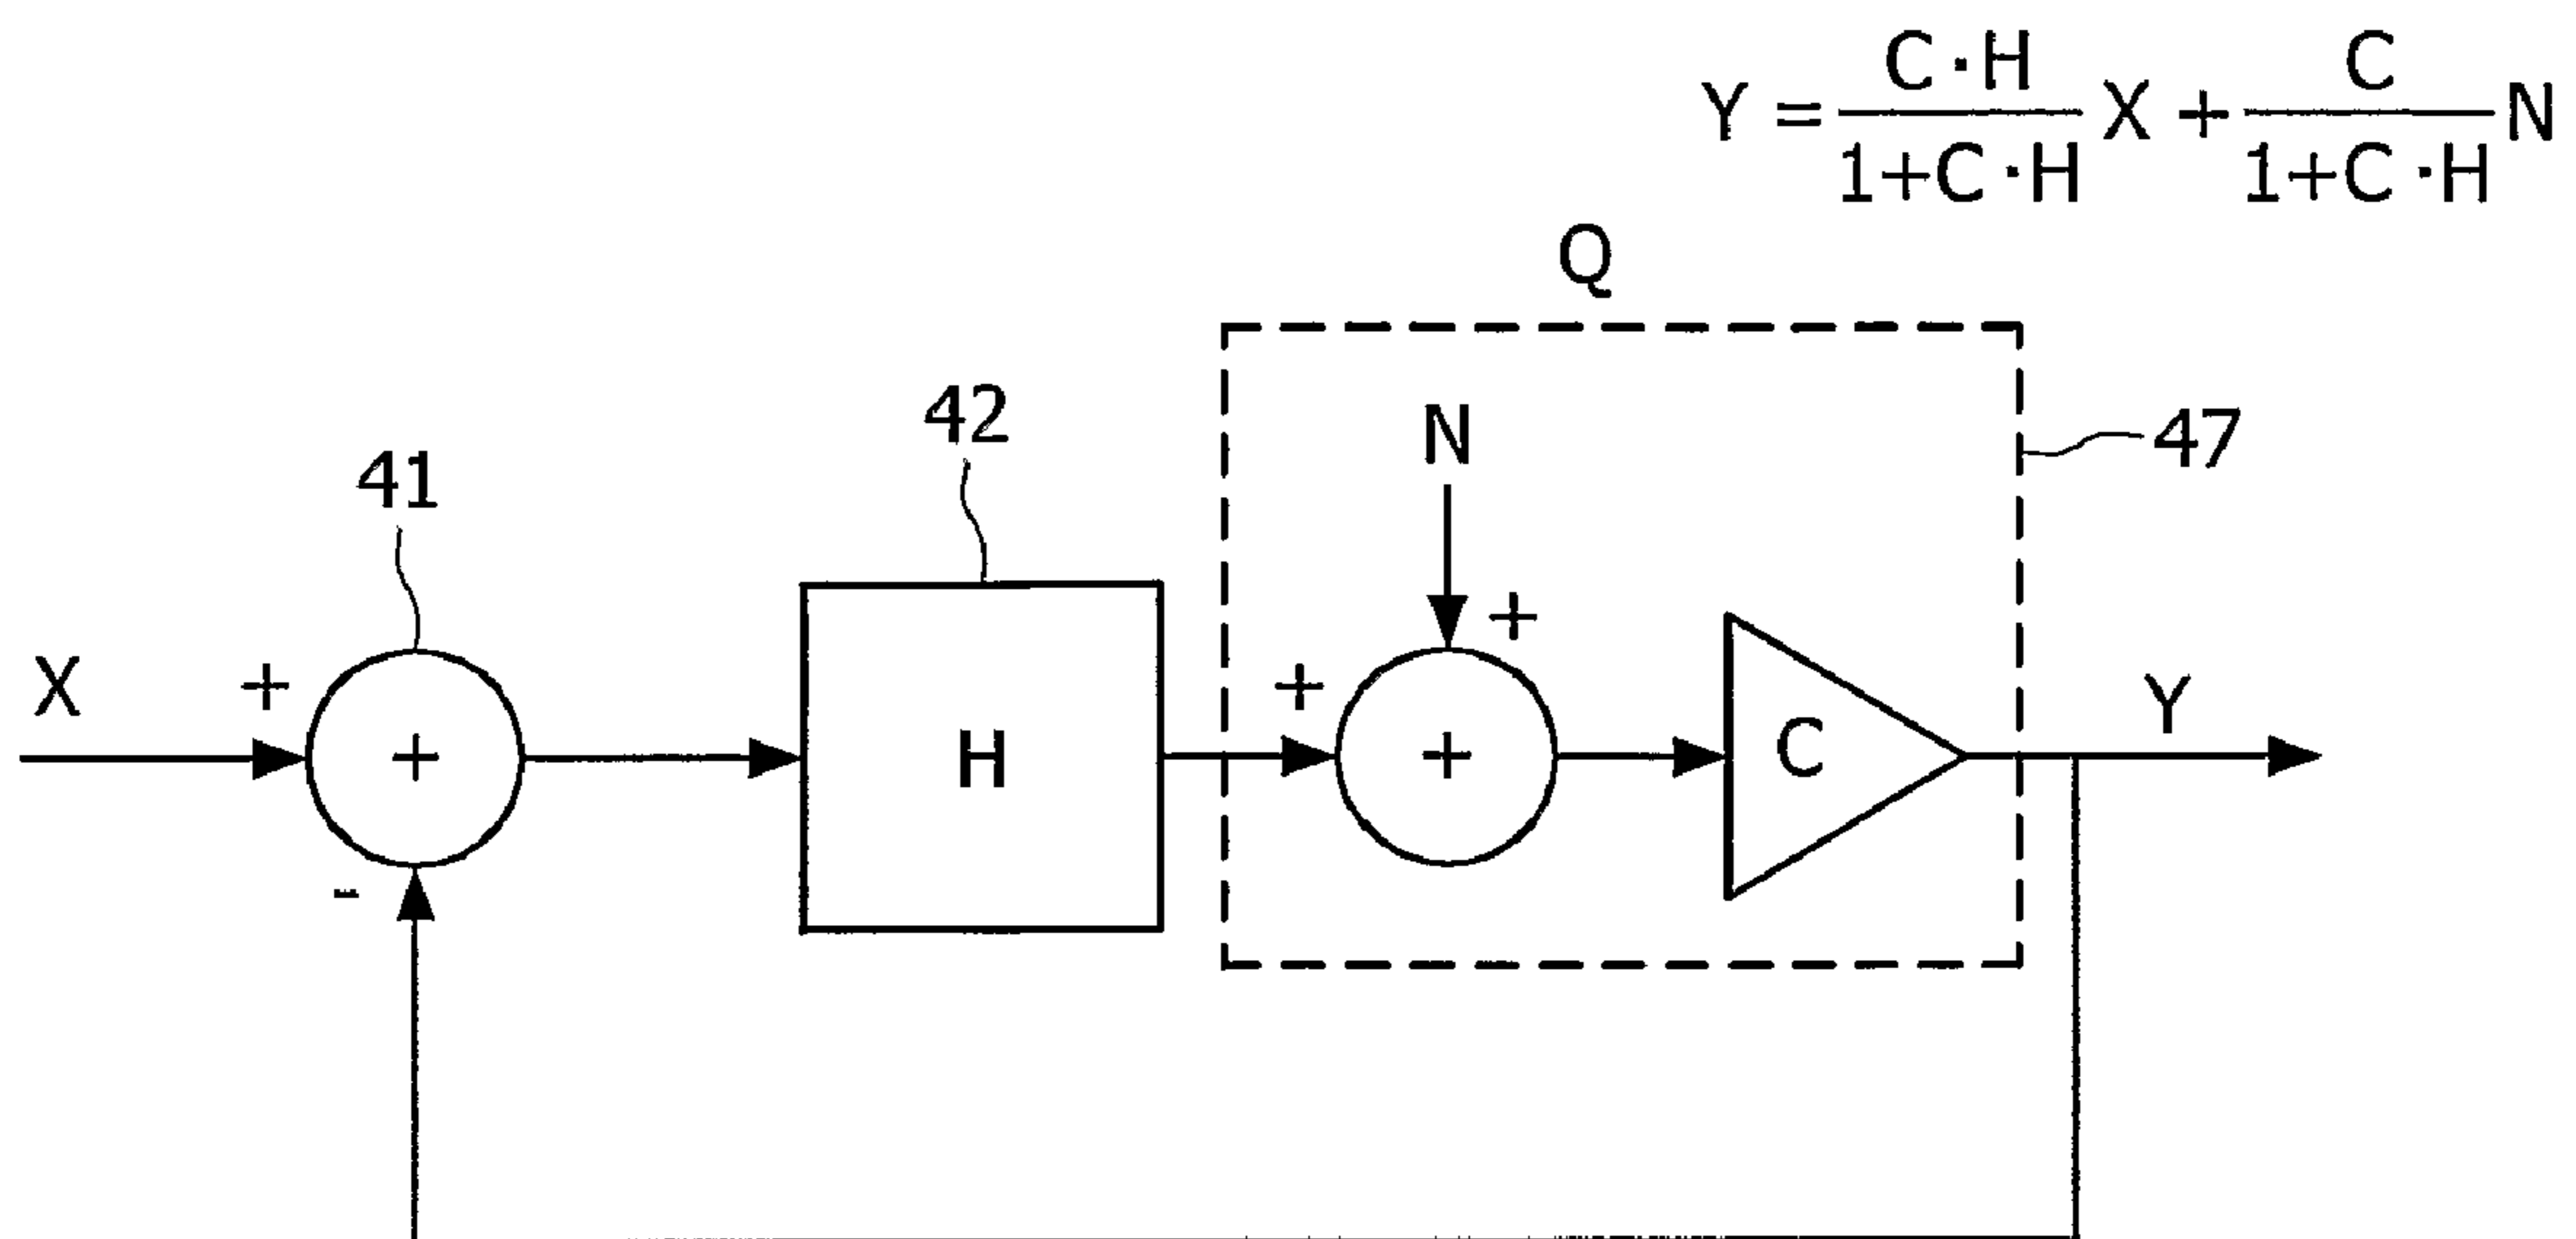 Y = C·H/1+C·H X + C/1+C·H N
Q
42
N
47
41
+
X
+
+
Y
+
H
+
C
-